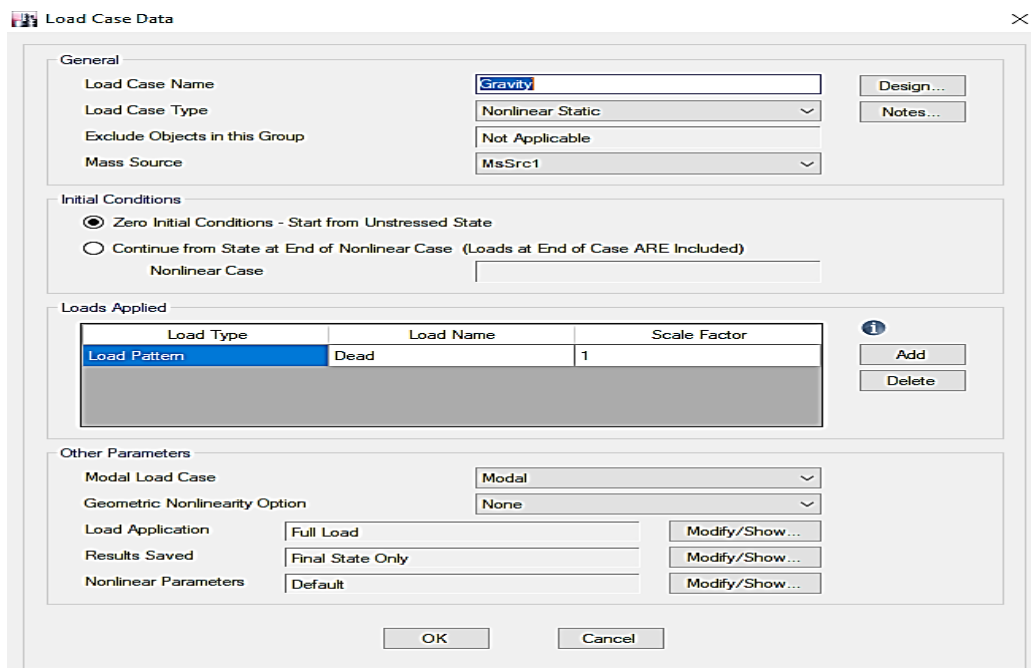 Load Case Data
General
Load Case Name Gravity Design...
Load Case Type Nonlinear Static Notes...
Exclude Objects in this Group Not Applicable
Mass Source MsSrc1
Initial Conditions
Zero Initial Conditions - Start from Unstressed State
Continue from State at End of Nonlinear Case (Loads at End of Case ARE Included)
Nonlinear Case
Loads Applied
Load Type Load Name Scale Factor
Load Pattern Dead 1
Add
Delete
Other Parameters
Modal Load Case Modal
Geometric Nonlinearity Option None
Load Application Full Load Modify/Show...
Results Saved Final State Only Modify/Show...
Nonlinear Parameters Default Modify/Show...
OK Cancel